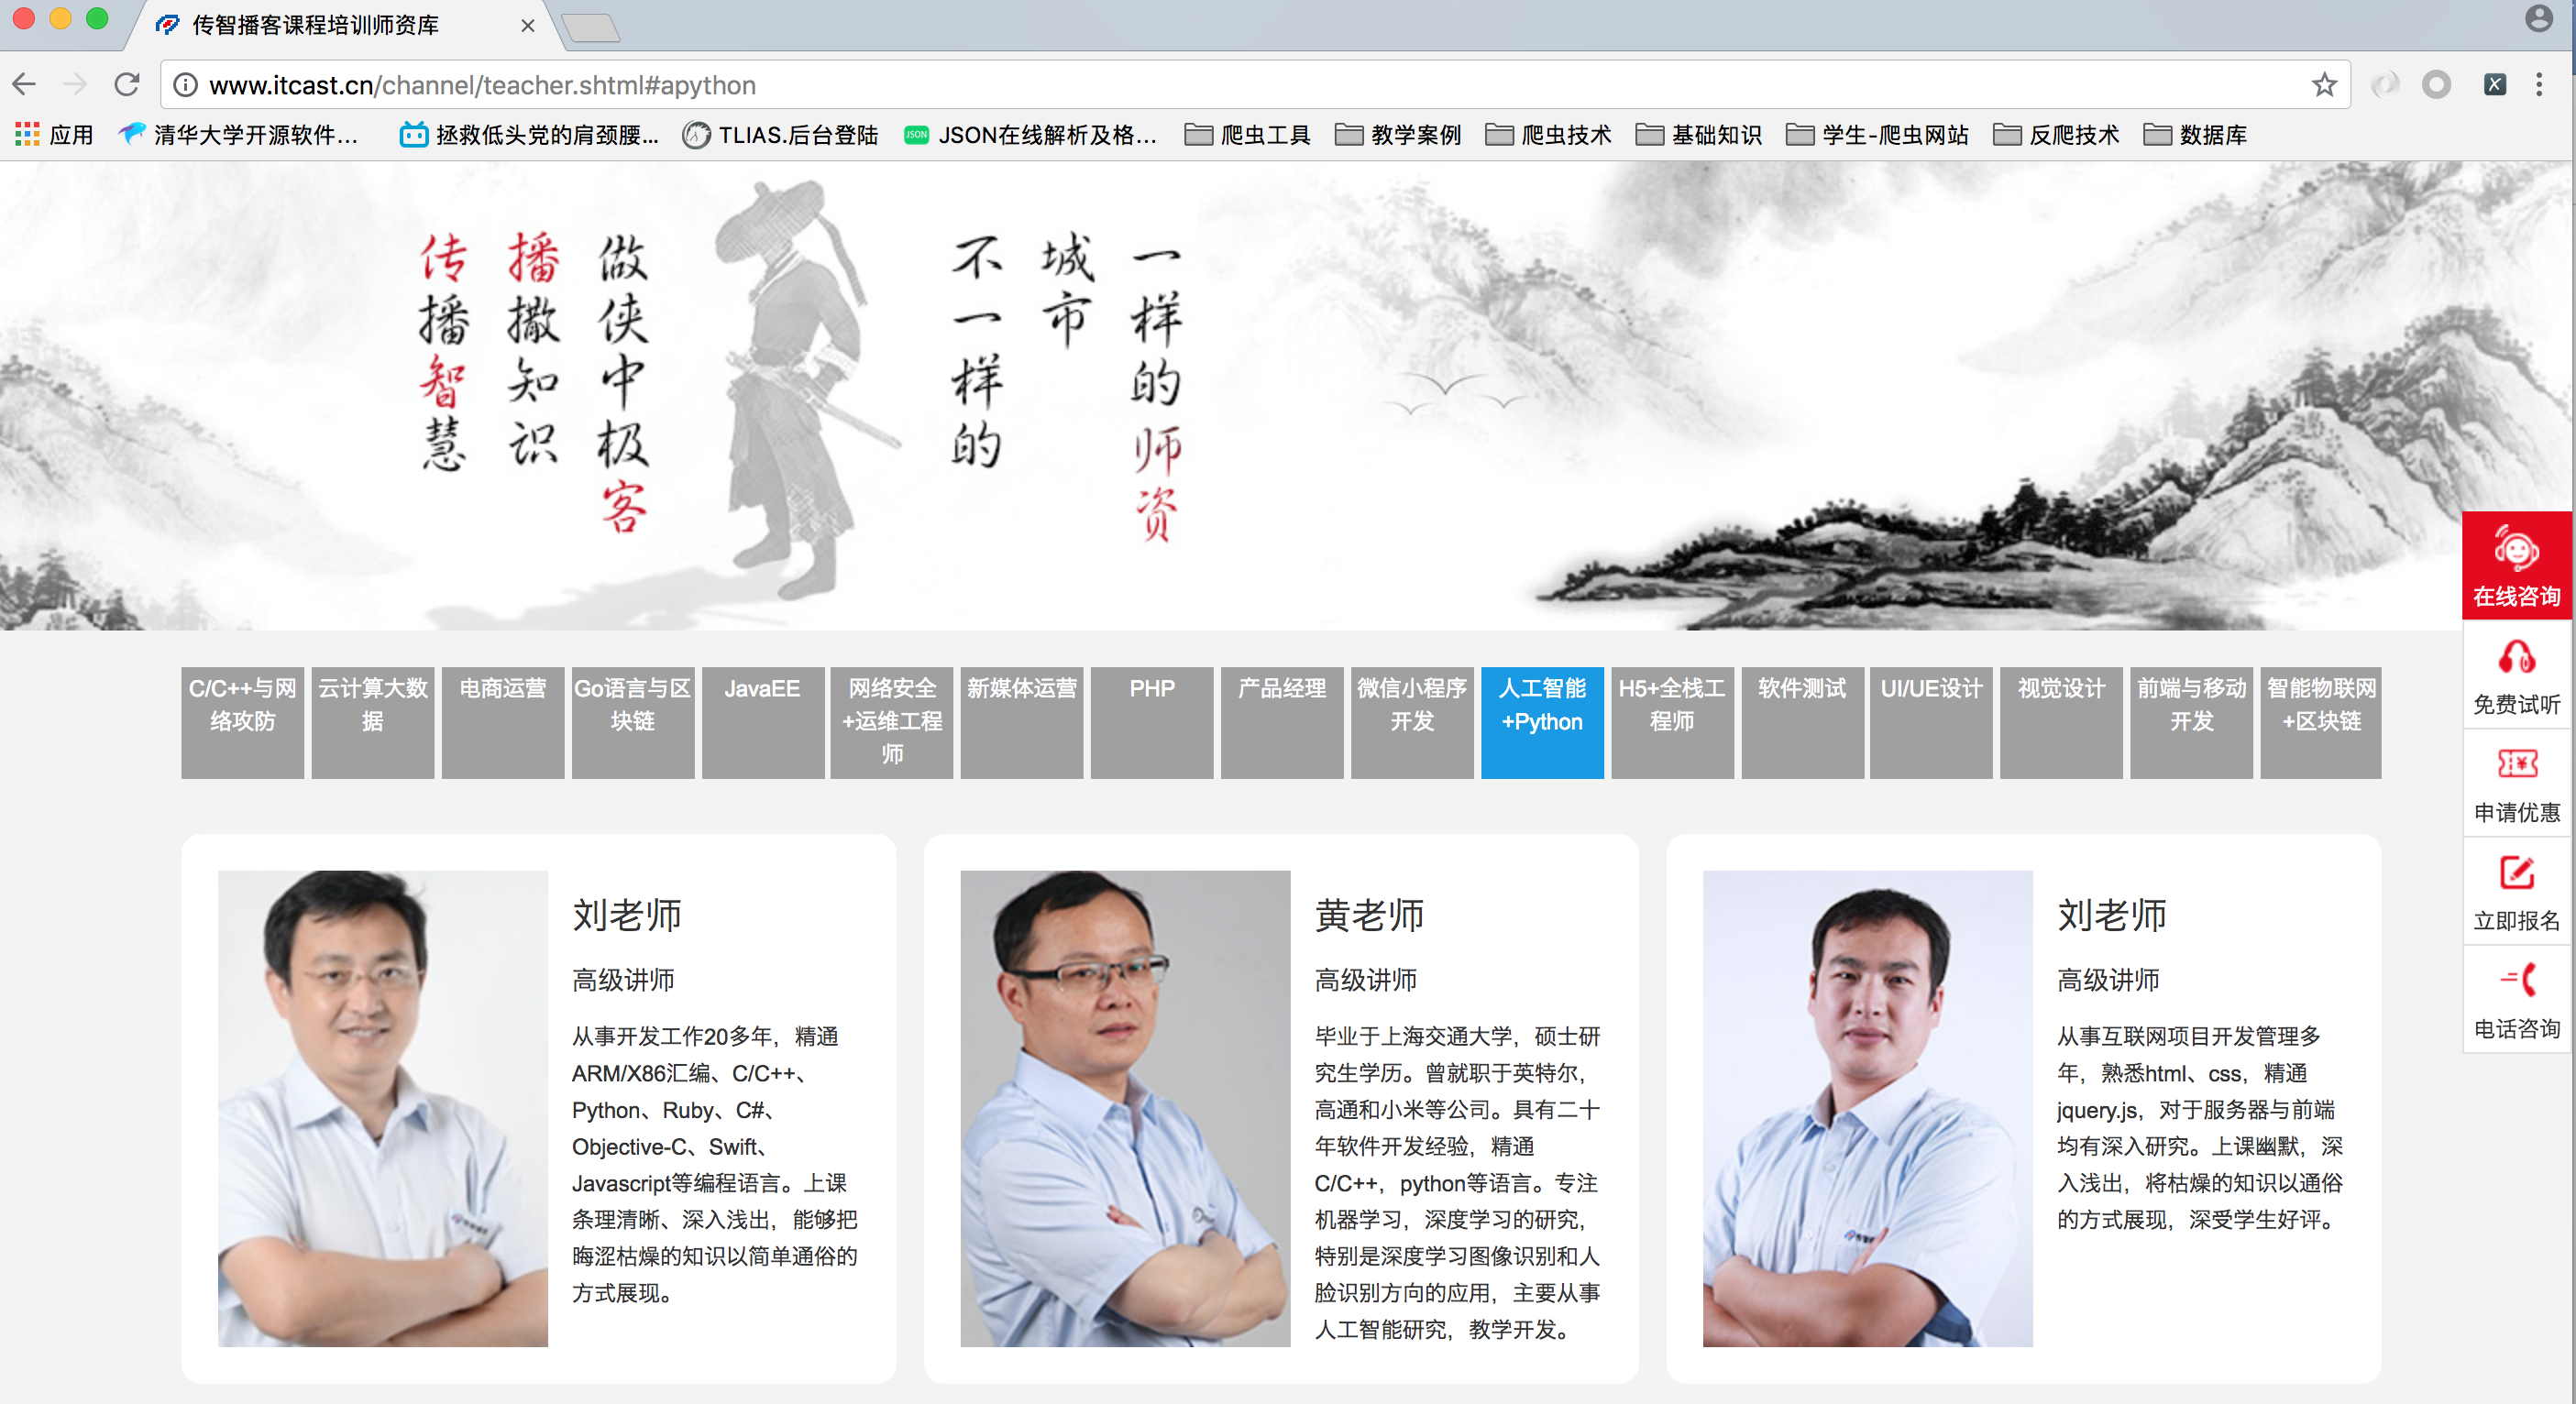 传智播客课程培训师资库
www.itcast.cn/channel/teacher.shtml#apython
应用
清华大学开源软件...
拯救低头党的肩颈腰...
TLIAS.后台登陆
JSON
JSON在线解析及格...
爬虫工具
教学案例
爬虫技术
基础知识
学生-爬虫网站
反爬技术
数据库
一样的师资
城市
不一样的
做侠中极客
播撒知识
传播智慧
在线咨询
免费试听
申请优惠
立即报名
电话咨询
C/C++与网
络攻防
云计算大数
据
电商运营
Go语言与区
块链
JavaEE
网络安全
+运维工程
师
新媒体运营
PHP
产品经理
微信小程序
开发
人工智能
+Python
H5+全栈工
程师
软件测试
UI/UE设计
视觉设计
前端与移动
开发
智能物联网
+区块链
刘老师
高级讲师
从事开发工作20多年，精通
ARM/X86汇编、C/C++、
Python、Ruby、C#、
Objective-C、Swift、
Javascript等编程语言。上课
条理清晰、深入浅出，能够把
晦涩枯燥的知识以简单通俗的
方式展现。
黄老师
高级讲师
毕业于上海交通大学，硕士研
究生学历。曾就职于英特尔，
高通和小米等公司。具有二十
年软件开发经验，精通
C/C++，python等语言。专注
机器学习，深度学习的研究，
特别是深度学习图像识别和人
脸识别方向的应用，主要从事
人工智能研究，教学开发。
刘老师
高级讲师
从事互联网项目开发管理多
年，熟悉html、css，精通
jquery.js，对于服务器与前端
均有深入研究。上课幽默，深
入浅出，将枯燥的知识以通俗
的方式展现，深受学生好评。